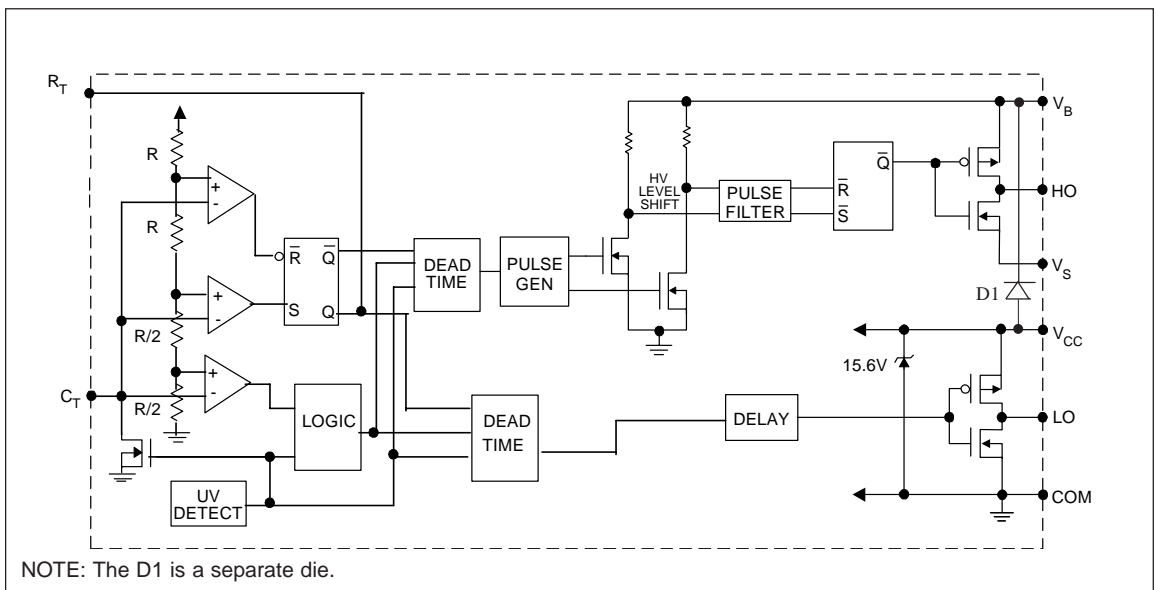 R_T
V_B
R
+
-
HV
LEVEL
SHIFT
PULSE
FILTER
R̅
S̅
Q̅
HO
R
R̅
Q̅
S
Q
DEAD
TIME
PULSE
GEN
V_S
D1
+
-
R/2
V_CC
15.6V
+
-
C_T
R/2
LOGIC
DEAD
TIME
DELAY
LO
UV
DETECT
COM
NOTE: The D1 is a separate die.